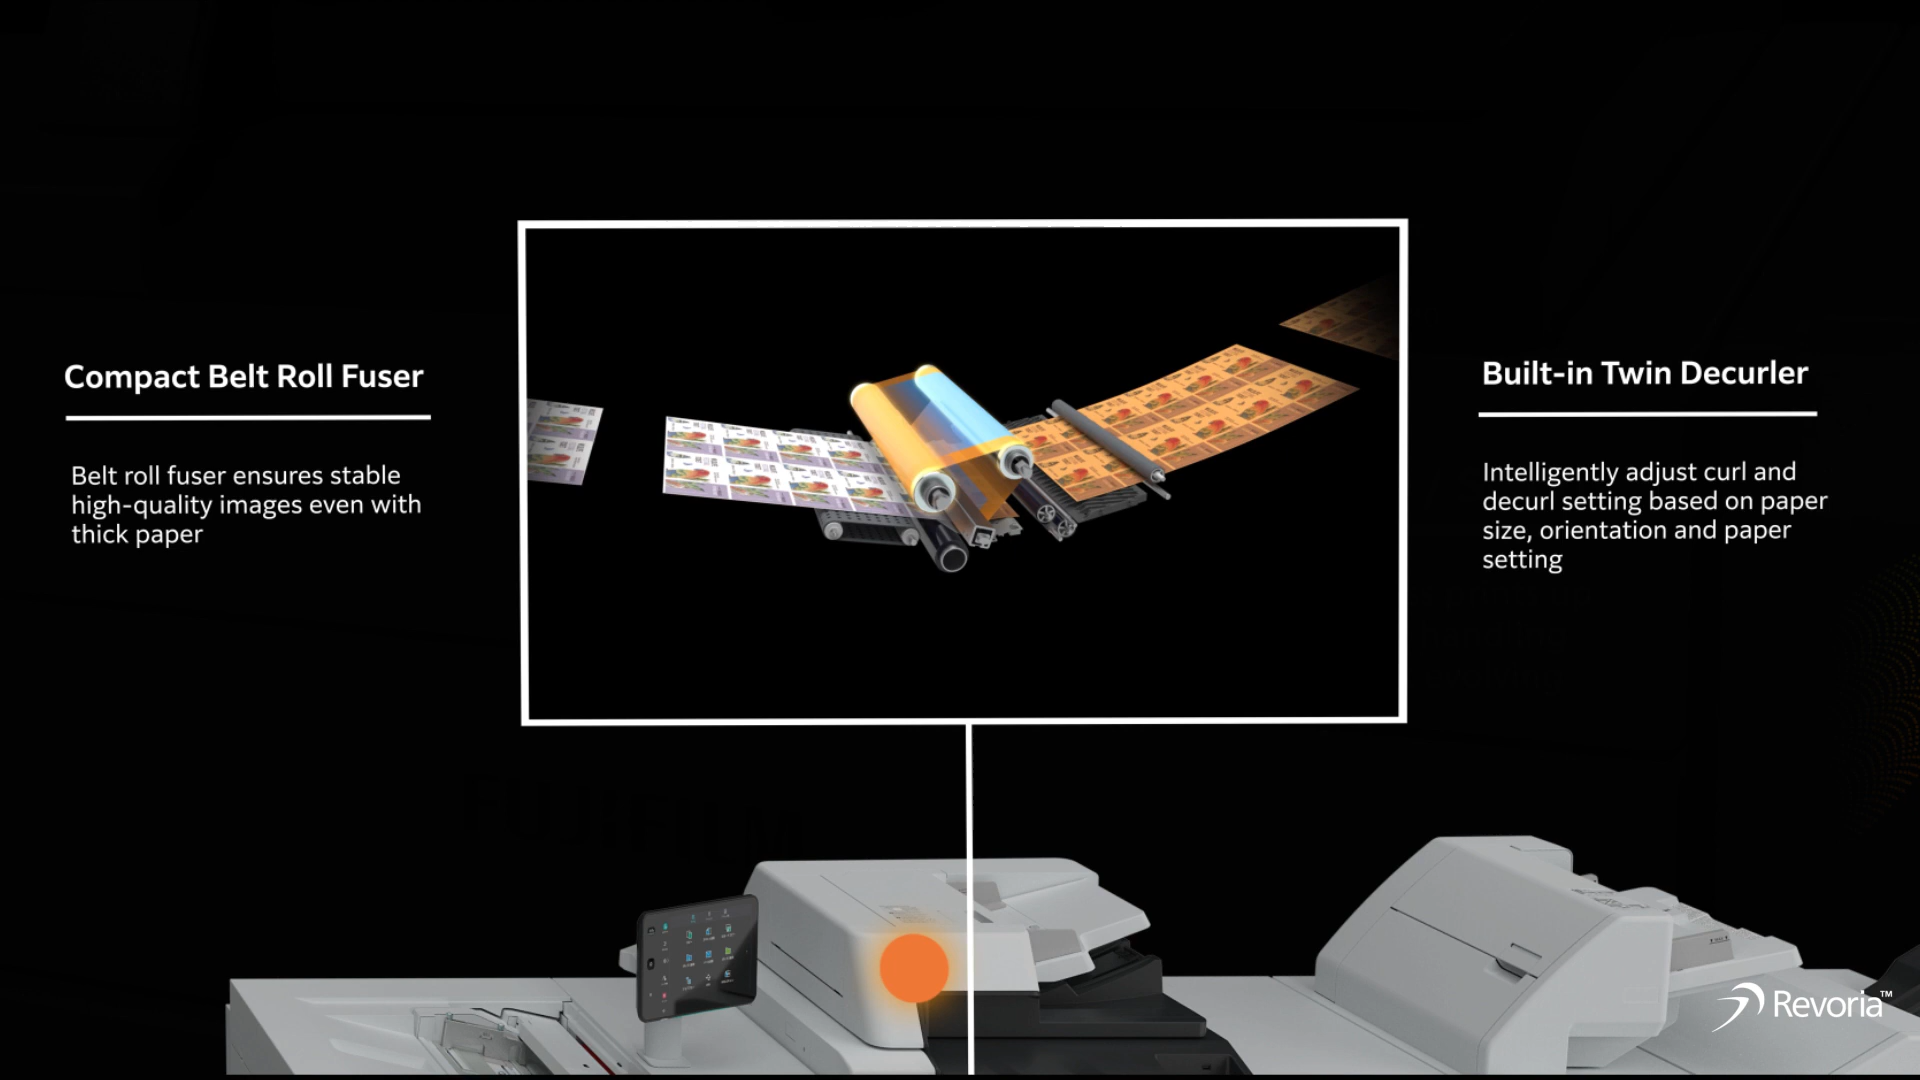 Compact Belt Roll Fuser
Belt roll fuser ensures stable
high-quality images even with
thick paper
Built-in Twin Decurler
Intelligently adjust curl and
decurl setting based on paper
size, orientation and paper
setting
FUJIFILM
Revoria™